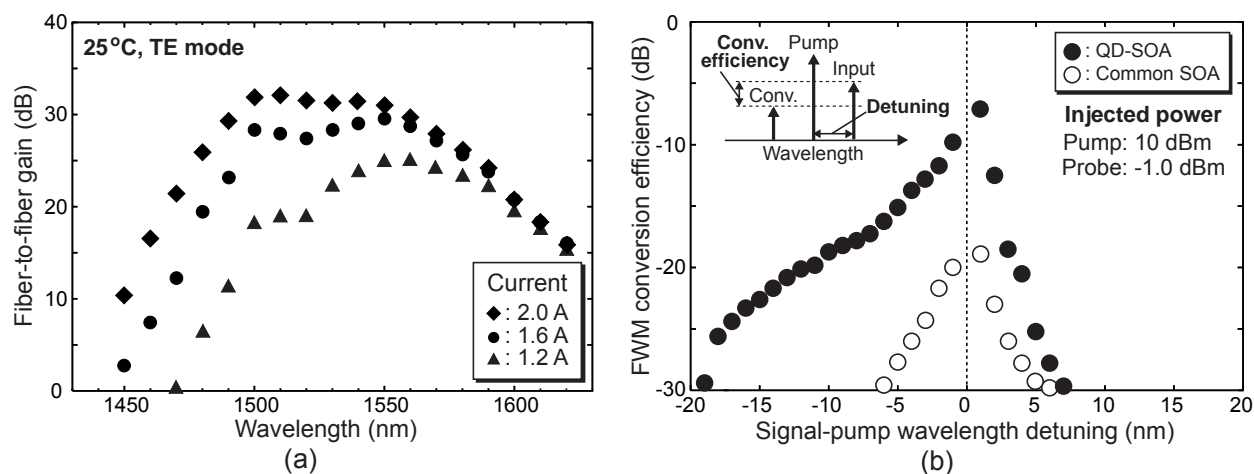 25°C, TE mode
Fiber-to-fiber gain (dB)
40
30
20
10
0
Current
◆ : 2.0 A
● : 1.6 A
▲ : 1.2 A
1450
1500
1550
1600
Wavelength (nm)
(a)
FWM conversion efficiency (dB)
0
-10
-20
-30
Conv.
efficiency
Pump
Input
Conv.
Detuning
Wavelength
● : QD-SOA
○ : Common SOA
Injected power
Pump: 10 dBm
Probe: -1.0 dBm
-20
-15
-10
-5
0
5
10
15
20
Signal-pump wavelength detuning (nm)
(b)